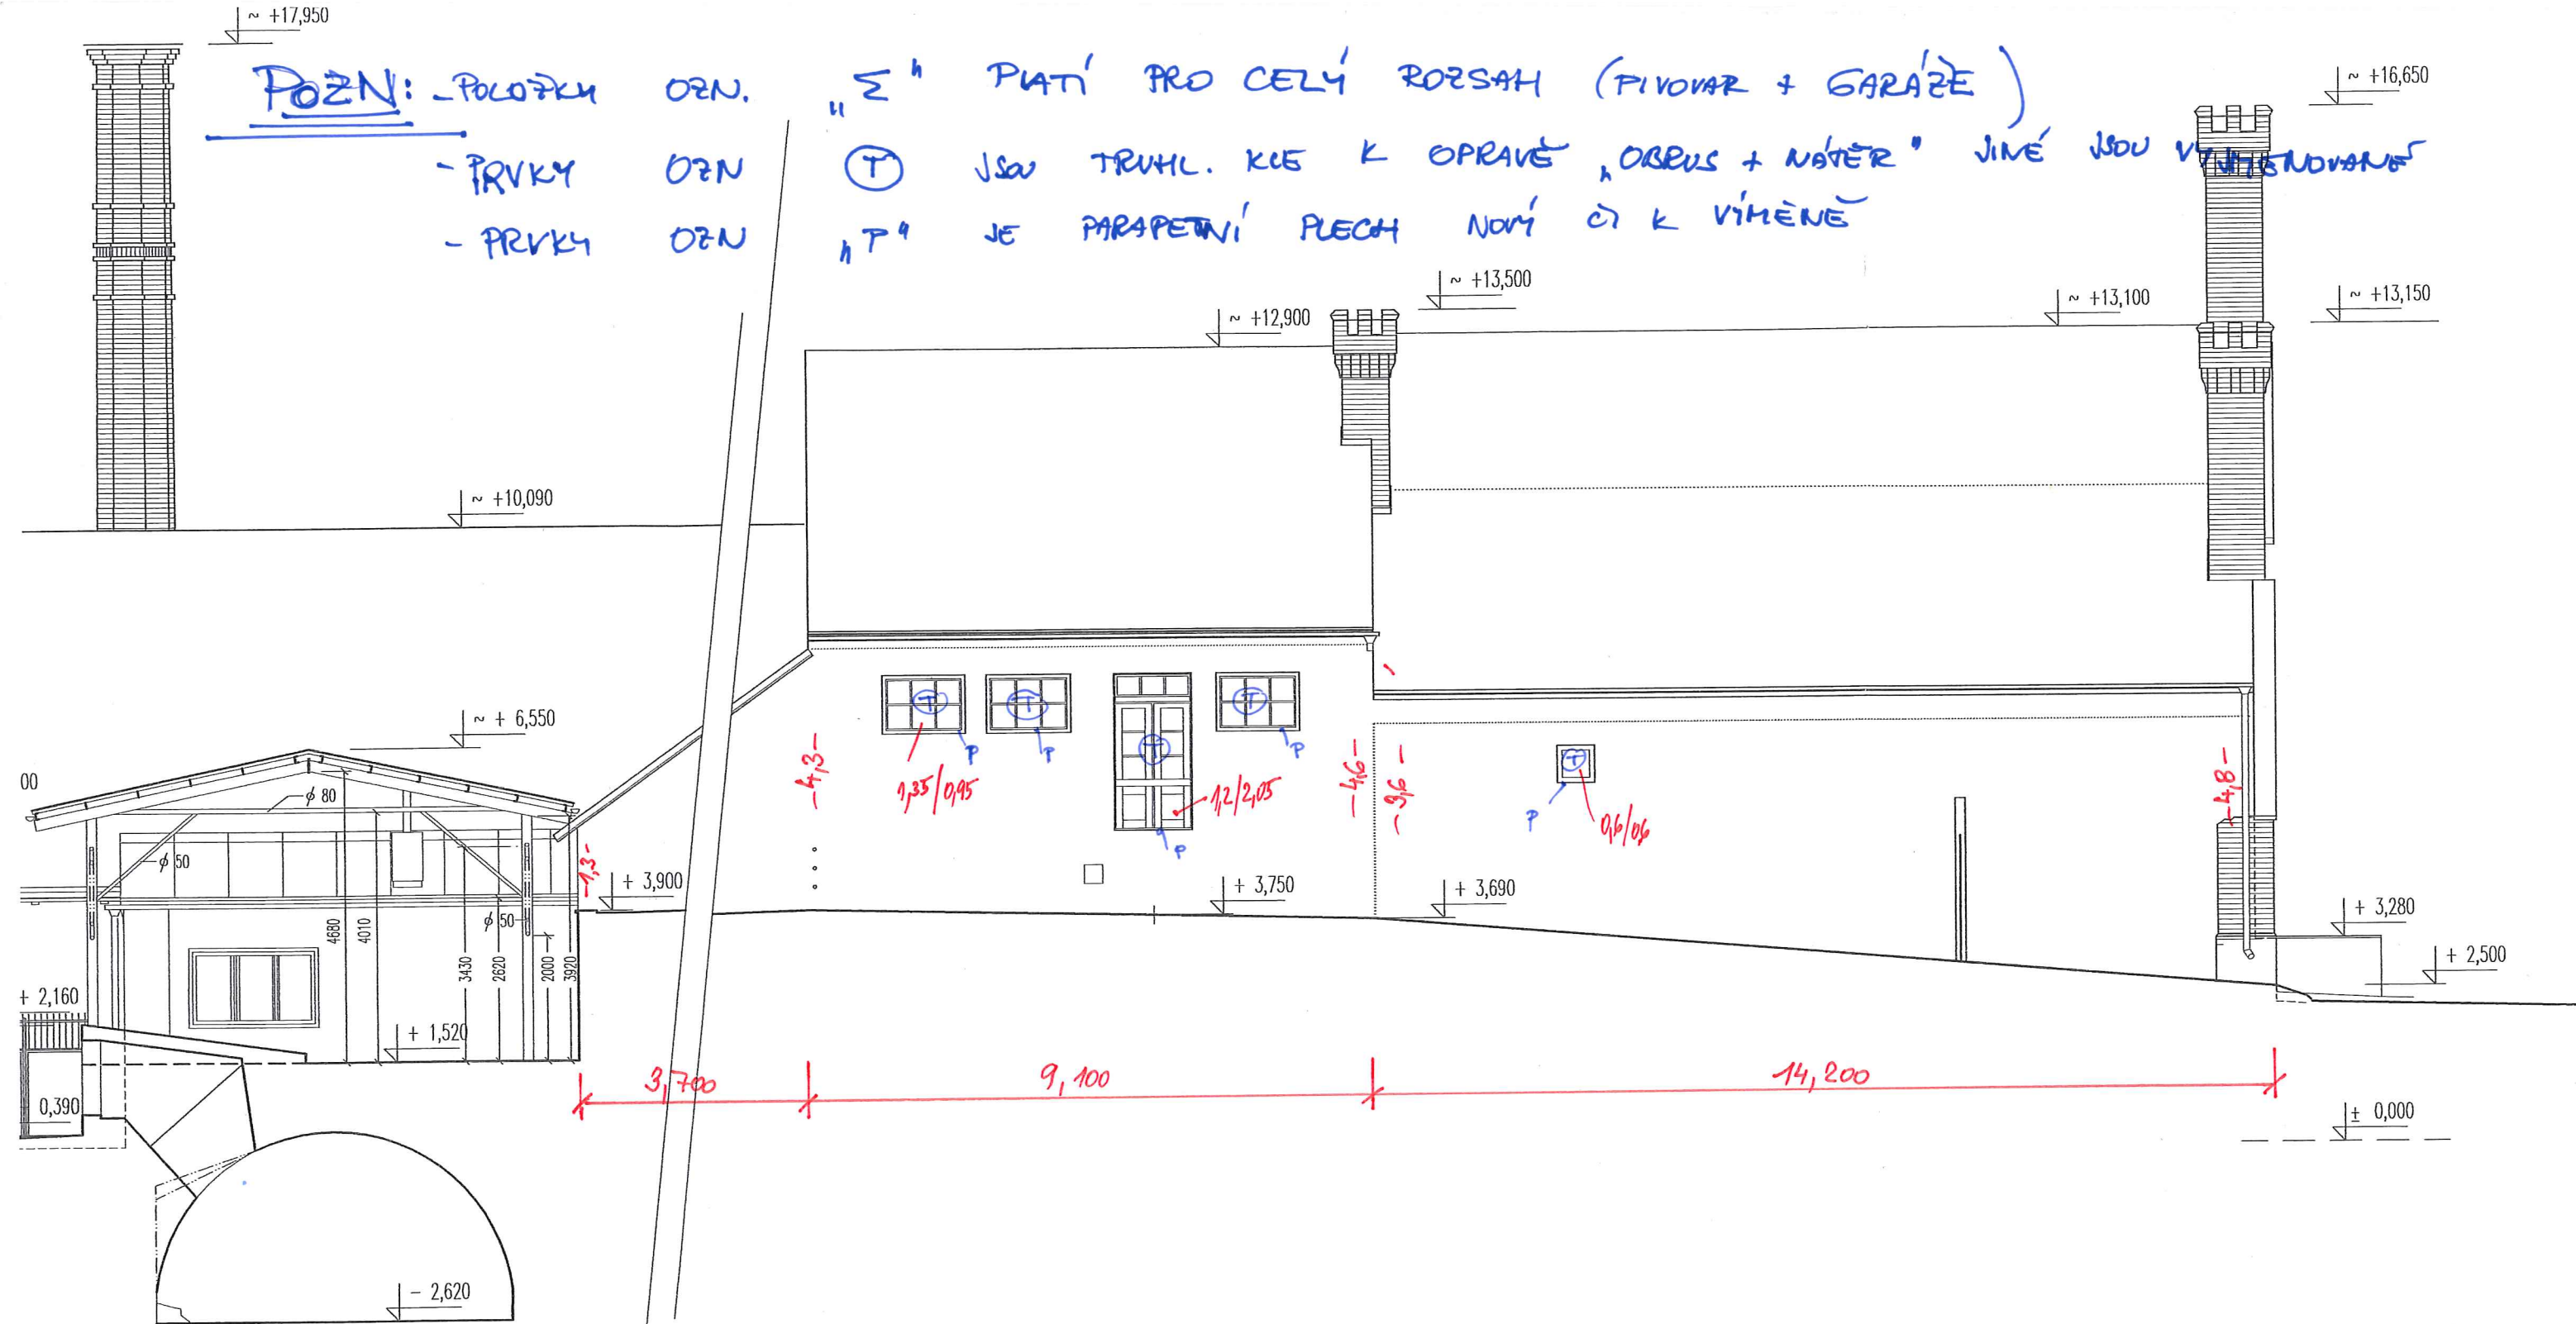 ~ +17,950
POZN: - POLOŽKY OZN. „Σ“ PLATÍ PRO CELÝ ROZSAH (PIVOVAR + GARÁŽE)
~ +16,650
- PRVKY OZN Ⓣ JSOU TRUHL. KCE K OPRAVĚ „OBRUS + NÁTĚR“ JINÉ JSOU VYJMENOVANÉ
- PRVKY OZN „P“ JE PARAPETNÍ PLECH NOVÝ ČI K VÝMĚNĚ
~ +13,500
~ +13,100
~ +13,150
~ +12,900
~ +10,090
T T T
~ + 6,550
P P T P
-4,3-
-4,6-
-3,6-
T
-4,8-
00
1,35/0,95
1,2/2,05
φ 80
P
0,6/0,6
P
φ 50
-1,3-
+ 3,900
+ 3,750
+ 3,690
+ 3,280
φ 50
4680
4010
3430
2620
2000
3920
+ 2,500
+ 2,160
+ 1,520
3,700
9,100
14,200
0,390
± 0,000
- 2,620